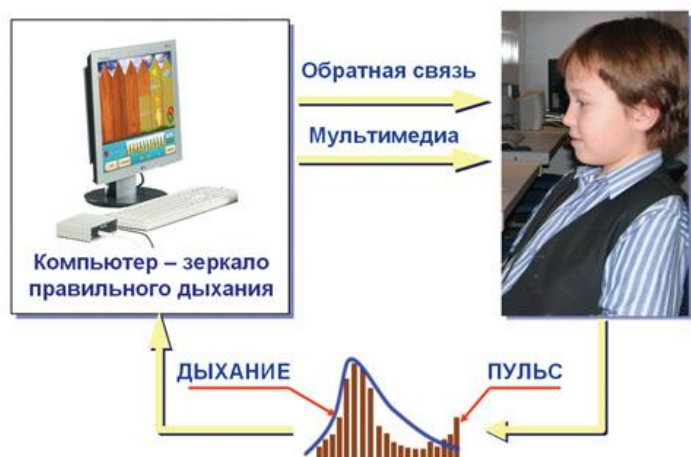 Обратная связь
Мультимедиа
Компьютер – зеркало
правильного дыхания
ДЫХАНИЕ
ПУЛЬС